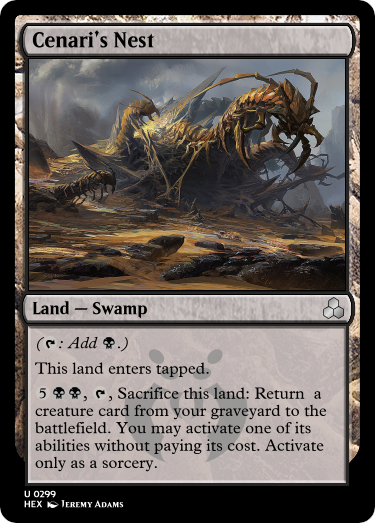 Cenari's Nest
Land — Swamp
(T: Add B.)
This land enters tapped.
5BB, T, Sacrifice this land: Return a
creature card from your graveyard to the
battlefield. You may activate one of its
abilities without paying its cost. Activate
only as a sorcery.
U 0299
HEX Jeremy Adams